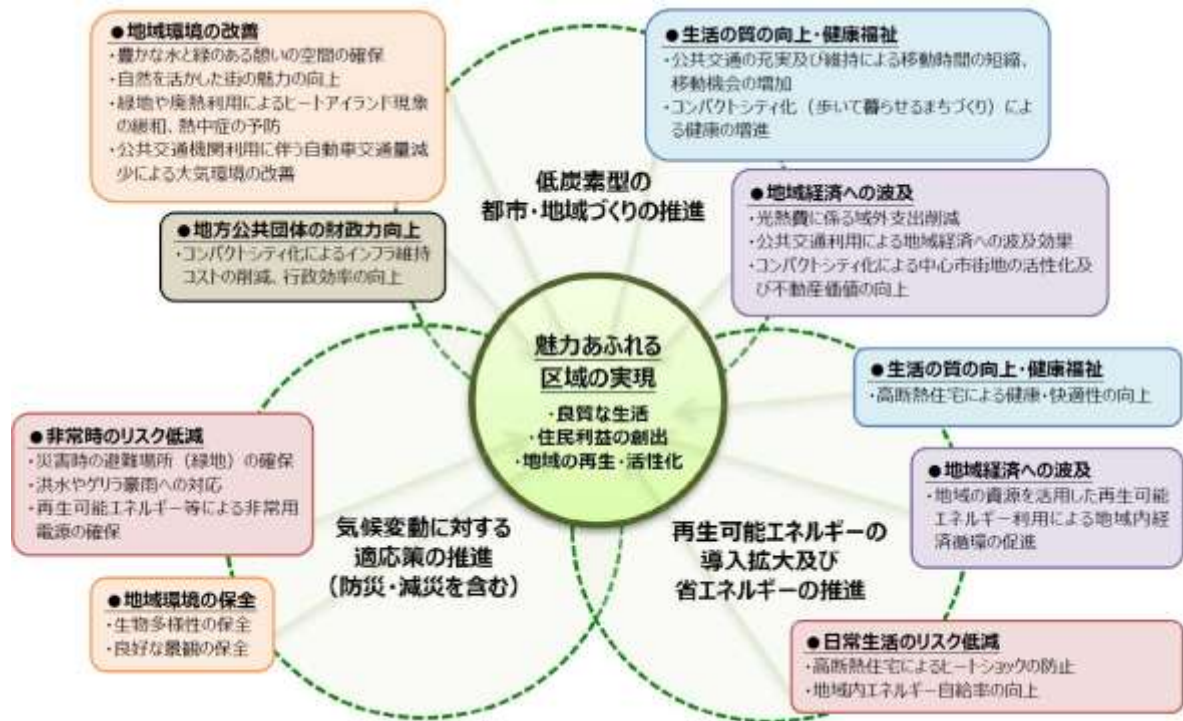 ●地域環境の改善
・豊かな水と緑のある憩いの空間の確保
・自然を活かした街の魅力の向上
・緑地や廃熱利用によるヒートアイランド現象
の緩和、熱中症の予防
・公共交通機関利用に伴う自動車交通量減
少による大気環境の改善
●生活の質の向上・健康福祉
・公共交通の充実及び維持による移動時間の短縮、
移動機会の増加
・コンパクトシティ化（歩いて暮らせるまちづくり）によ
る健康の増進
低炭素型の
都市・地域づくりの推進
●地方公共団体の財政力向上
・コンパクトシティ化によるインフラ維持
コストの削減、行政効率の向上
●地域経済への波及
・光熱費に係る域外支出削減
・公共交通利用による地域経済への波及効果
・コンパクトシティ化による中心市街地の活性化及
び不動産価値の向上
魅力あふれる
区域の実現
・良質な生活
・住民利益の創出
・地域の再生・活性化
●生活の質の向上・健康福祉
・高断熱住宅による健康・快適性の向上
●非常時のリスク低減
・災害時の避難場所（緑地）の確保
・洪水やゲリラ豪雨への対応
・再生可能エネルギー等による非常用
電源の確保
●地域経済への波及
・地域の資源を活用した再生可能
エネルギー利用による地域内経
済循環の促進
気候変動に対する
適応策の推進
（防災・減災を含む）
再生可能エネルギーの
導入拡大及び
省エネルギーの推進
●地域環境の保全
・生物多様性の保全
・良好な景観の保全
●日常生活のリスク低減
・高断熱住宅によるヒートショックの防止
・地域内エネルギー自給率の向上